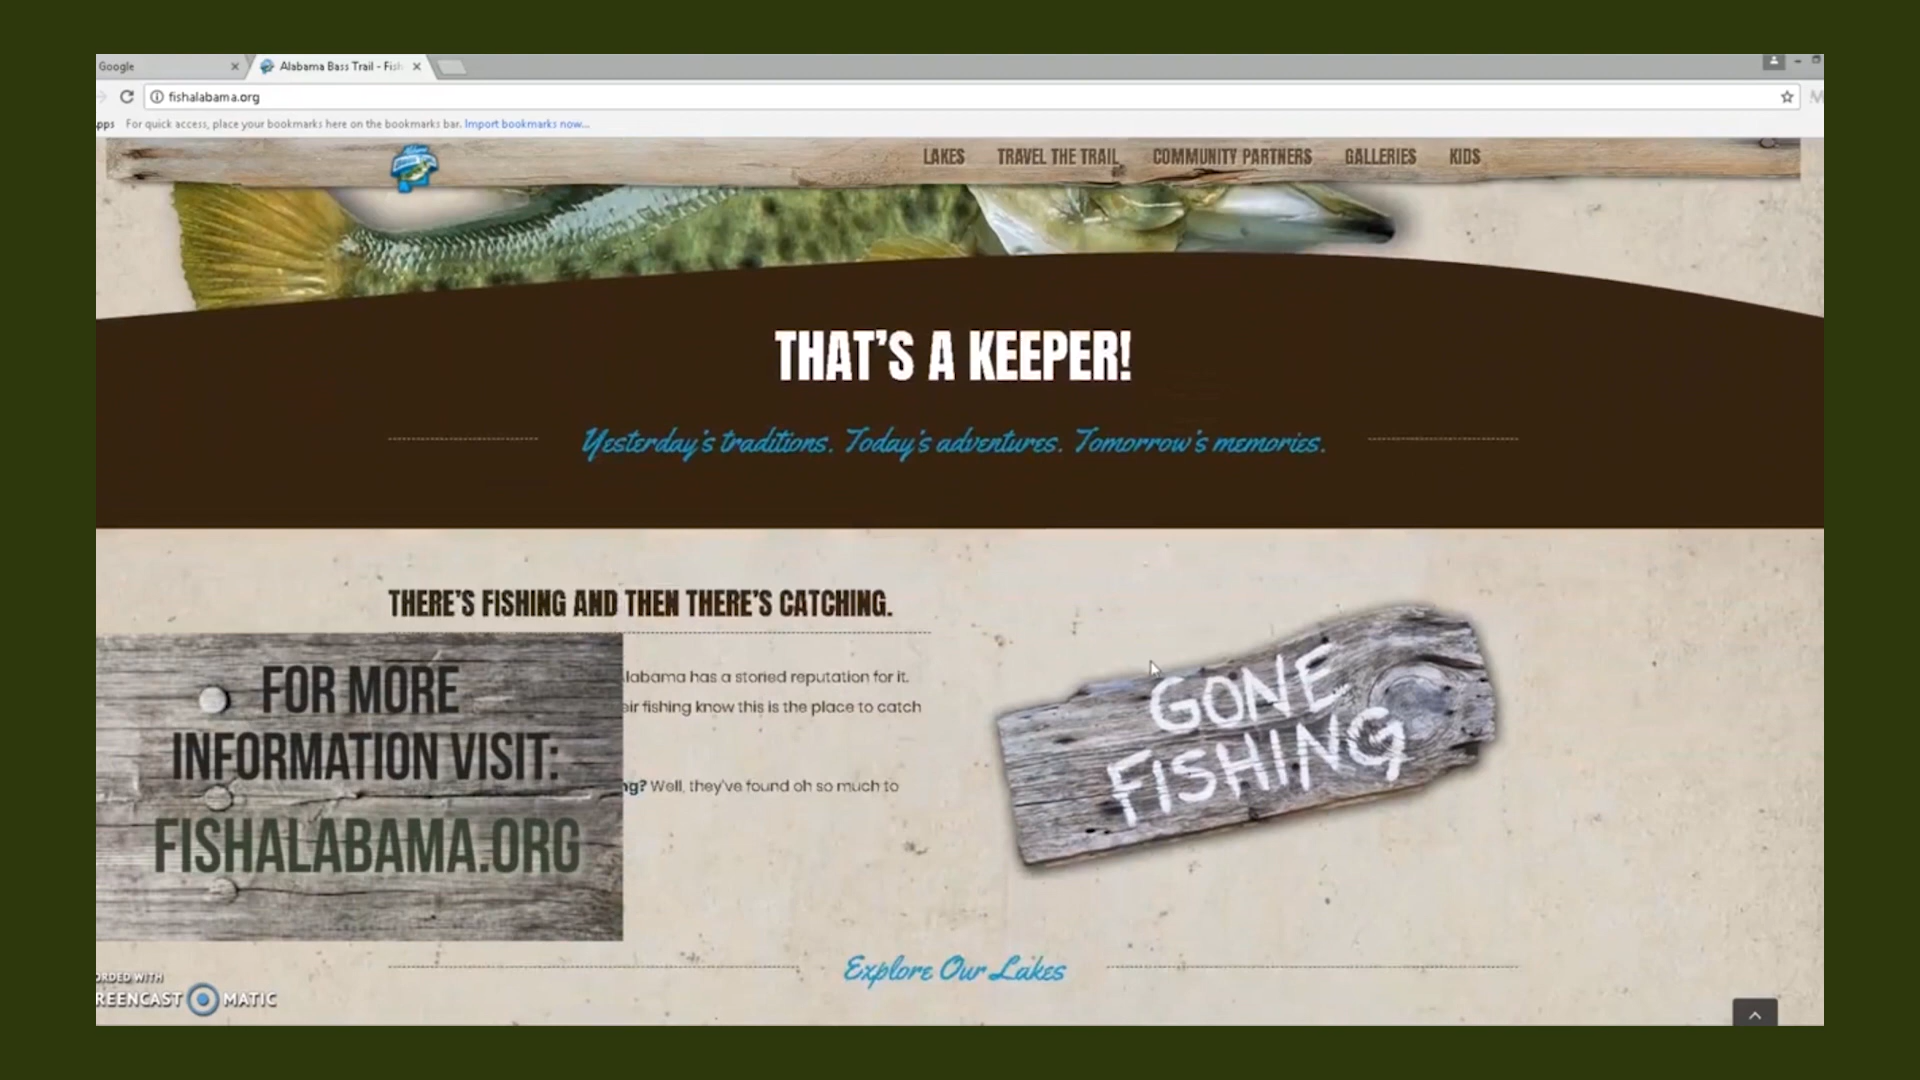 Google
Alabama Bass Trail - Fish
fishalabama.org
pps For quick access, place your bookmarks here on the bookmarks bar. Import bookmarks now...
LAKES TRAVEL THE TRAIL COMMUNITY PARTNERS GALLERIES KIDS
THAT'S A KEEPER!
Yesterday's traditions. Today's adventures. Tomorrow's memories.
THERE'S FISHING AND THEN THERE'S CATCHING.
labama has a storied reputation for it.
eir fishing know this is the place to catch
ng? Well, they've found oh so much to
FOR MORE
INFORMATION VISIT:
FISHALABAMA.ORG
GONE
FISHING
Explore Our Lakes
ORDED WITH
REENCAST MATIC